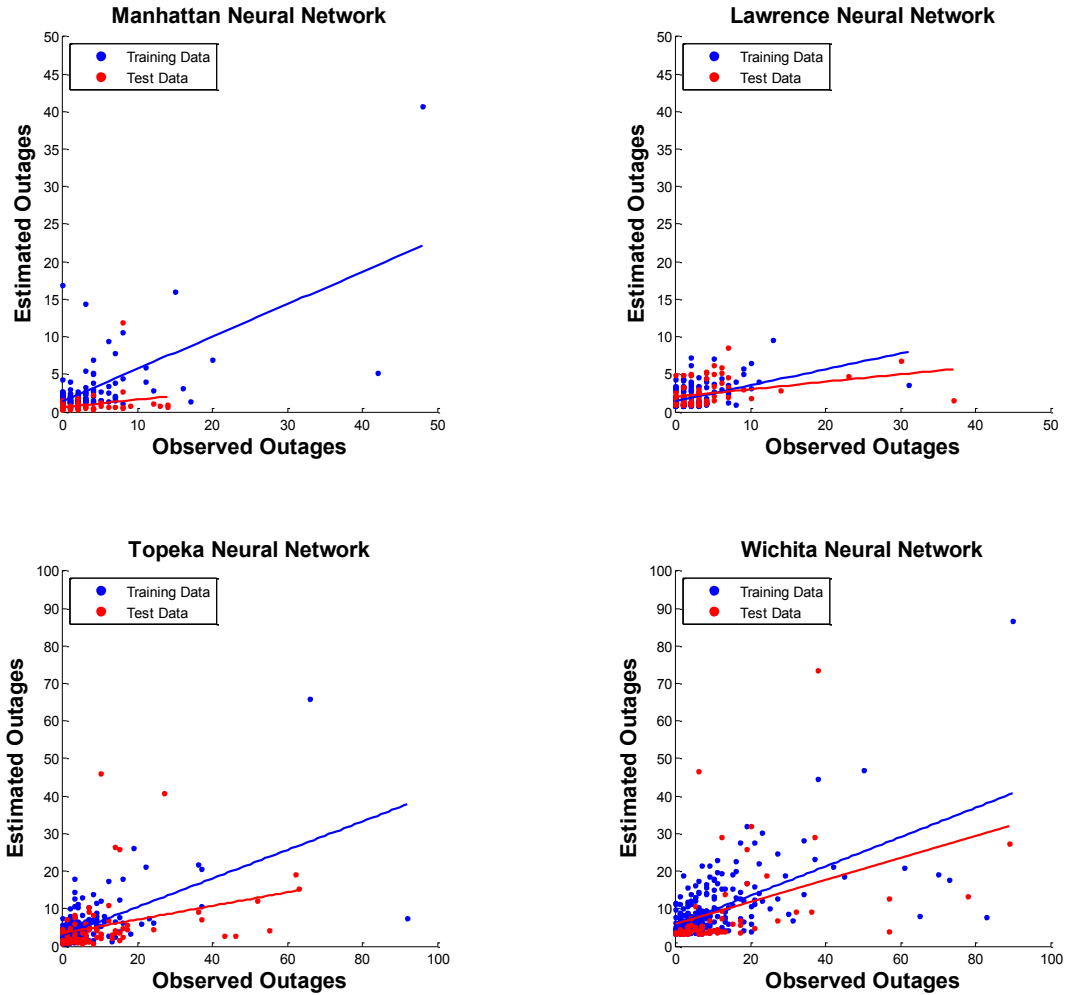 Manhattan Neural Network
50
45
40
35
30
25
20
15
10
5
0
Training Data
Test Data
Estimated Outages
0 10 20 30 40 50
Observed Outages
Lawrence Neural Network
50
45
40
35
30
25
20
15
10
5
0
Training Data
Test Data
Estimated Outages
0 10 20 30 40 50
Observed Outages
Topeka Neural Network
100
90
80
70
60
50
40
30
20
10
0
Training Data
Test Data
Estimated Outages
0 20 40 60 80 100
Observed Outages
Wichita Neural Network
100
90
80
70
60
50
40
30
20
10
0
Training Data
Test Data
Estimated Outages
0 20 40 60 80 100
Observed Outages